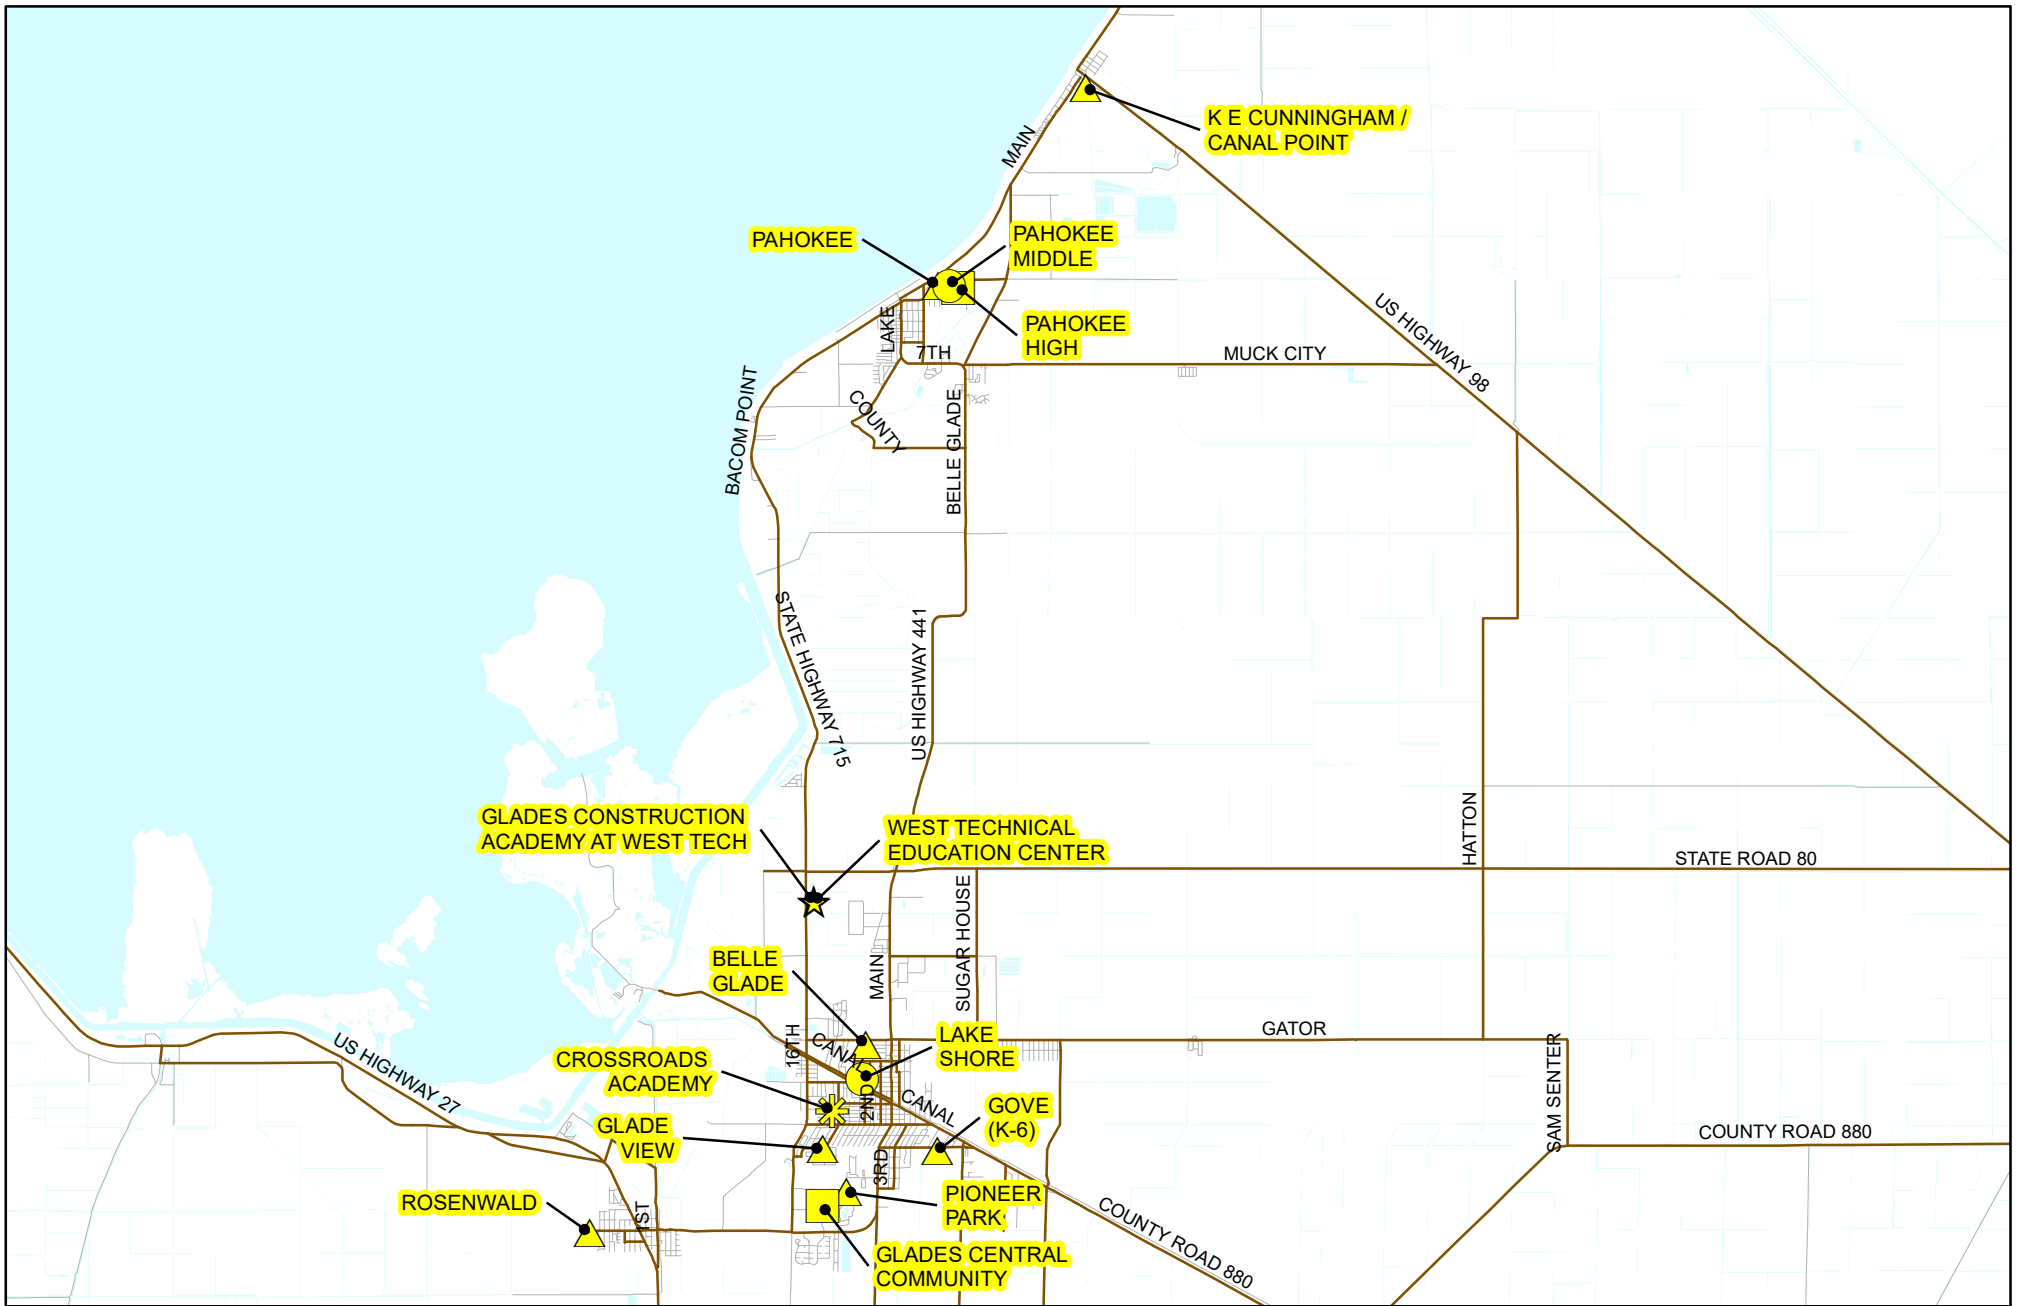 K E CUNNINGHAM /
CANAL POINT
MAIN
PAHOKEE
PAHOKEE
MIDDLE
PAHOKEE
HIGH
LAKE
7TH
MUCK CITY
US HIGHWAY 98
BACOM POINT
COUNTY
BELLE GLADE
STATE HIGHWAY 715
US HIGHWAY 441
GLADES CONSTRUCTION
ACADEMY AT WEST TECH
WEST TECHNICAL
EDUCATION CENTER
HATTON
STATE ROAD 80
SUGAR HOUSE
BELLE
GLADE
MAIN
16TH
CANAL
LAKE
SHORE
GATOR
US HIGHWAY 27
CROSSROADS
ACADEMY
2ND
CANAL
GOVE
(K-6)
SAM SENTER
COUNTY ROAD 880
GLADE
VIEW
3RD
ROSENWALD
1ST
PIONEER
PARK
COUNTY ROAD 880
GLADES CENTRAL
COMMUNITY